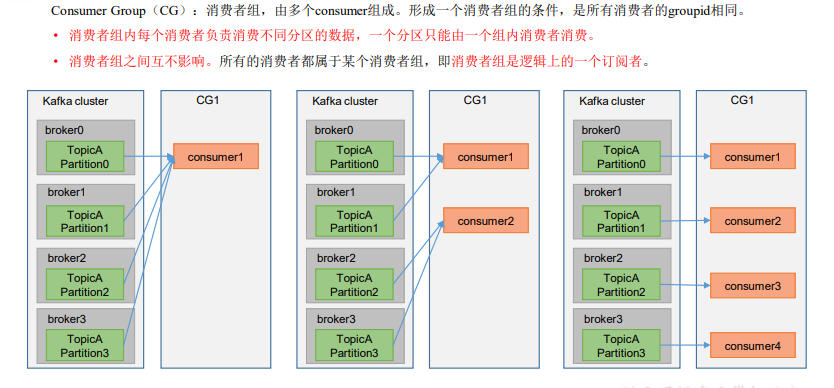 Consumer Group（CG）：消费者组，由多个consumer组成。形成一个消费者组的条件，是所有消费者的groupid相同。
• 消费者组内每个消费者负责消费不同分区的数据，一个分区只能由一个组内消费者消费。
• 消费者组之间互不影响。所有的消费者都属于某个消费者组，即消费者组是逻辑上的一个订阅者。
Kafka cluster
CG1
broker0
TopicA
Partition0
consumer1
broker1
TopicA
Partition1
broker2
TopicA
Partition2
broker3
TopicA
Partition3
Kafka cluster
CG1
broker0
TopicA
Partition0
consumer1
broker1
TopicA
Partition1
consumer2
broker2
TopicA
Partition2
broker3
TopicA
Partition3
Kafka cluster
CG1
broker0
TopicA
Partition0
consumer1
broker1
TopicA
Partition1
consumer2
broker2
TopicA
Partition2
consumer3
broker3
TopicA
Partition3
consumer4